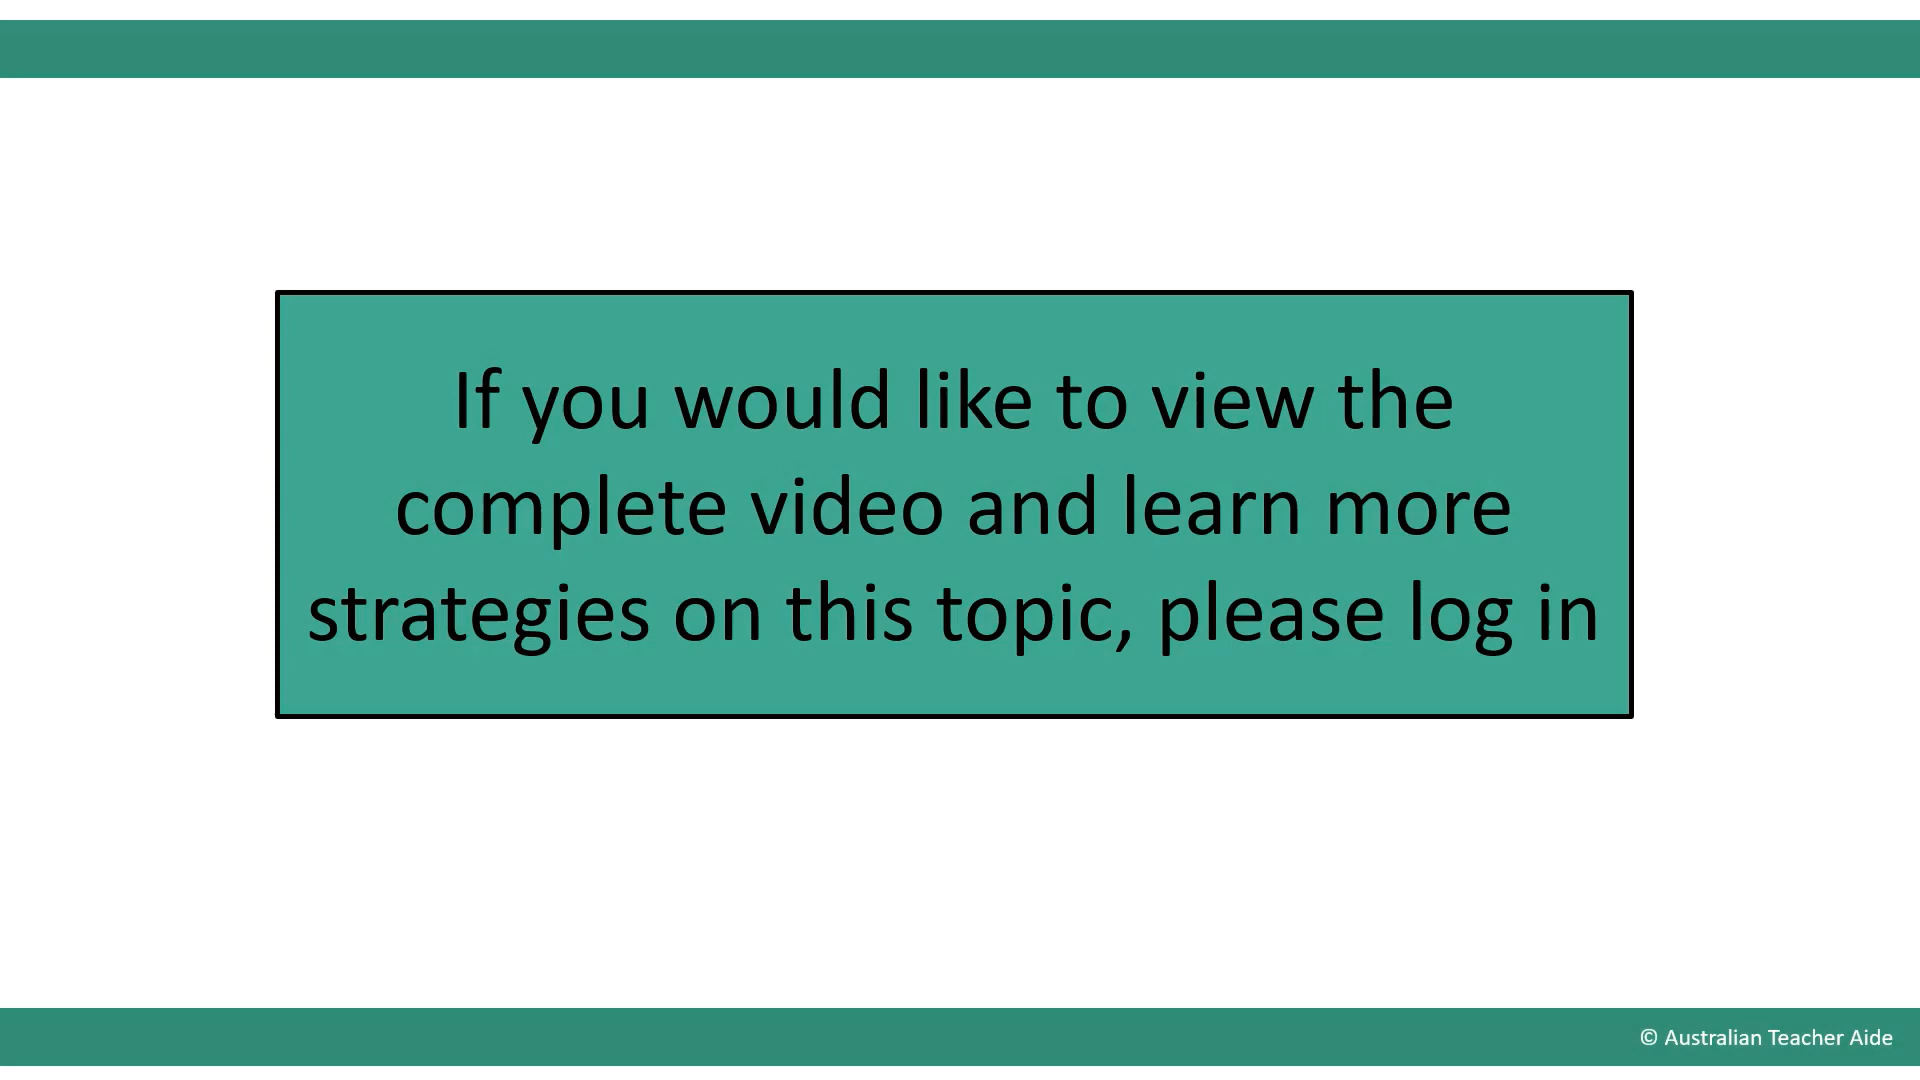 If you would like to view the
complete video and learn more
strategies on this topic, please log in
© Australian Teacher Aide